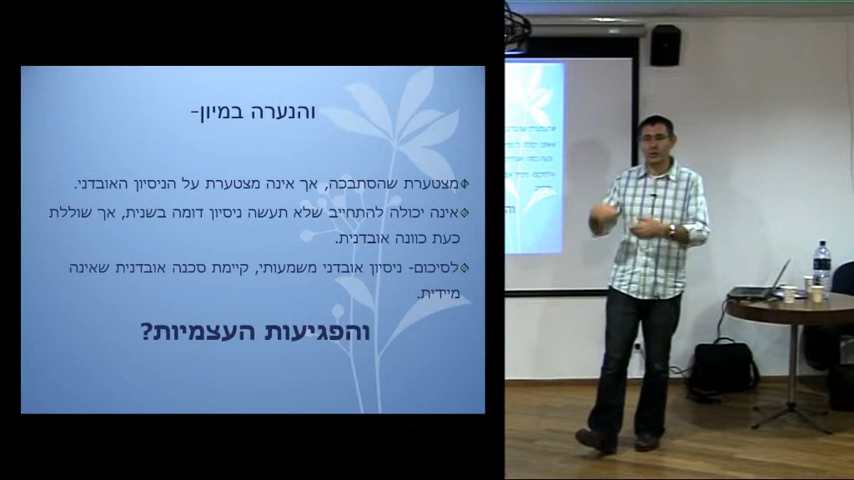 והנערה במיון-
מצטערת שהסתבכה, אך אינה מצטערת על הניסיון האובדני.
אינה יכולה להתחייב שלא תעשה ניסיון דומה בשנית, אך שוללת
כעת כוונה אובדנית.
לסיכום- ניסיון אובדני משמעותי, קיימת סכנה אובדנית שאינה
מיידית.
והפגיעות העצמיות?